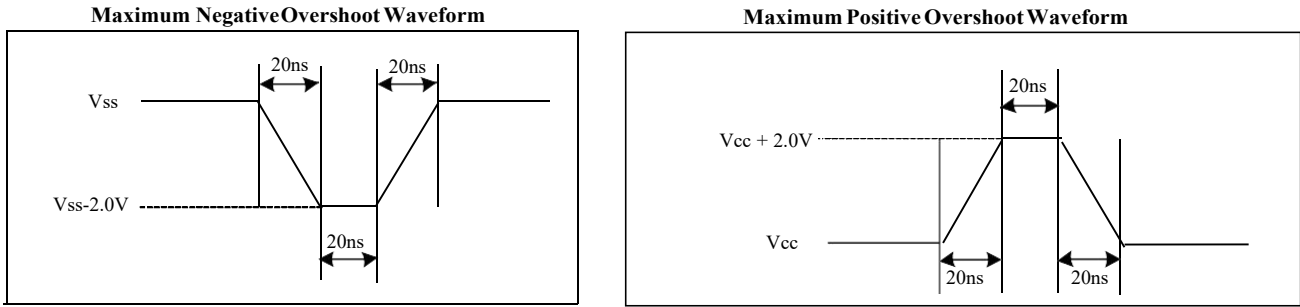 Maximum Negative Overshoot Waveform
20ns
20ns
Vss
Vss-2.0V
20ns
Maximum Positive Overshoot Waveform
20ns
Vcc + 2.0V
Vcc
20ns
20ns